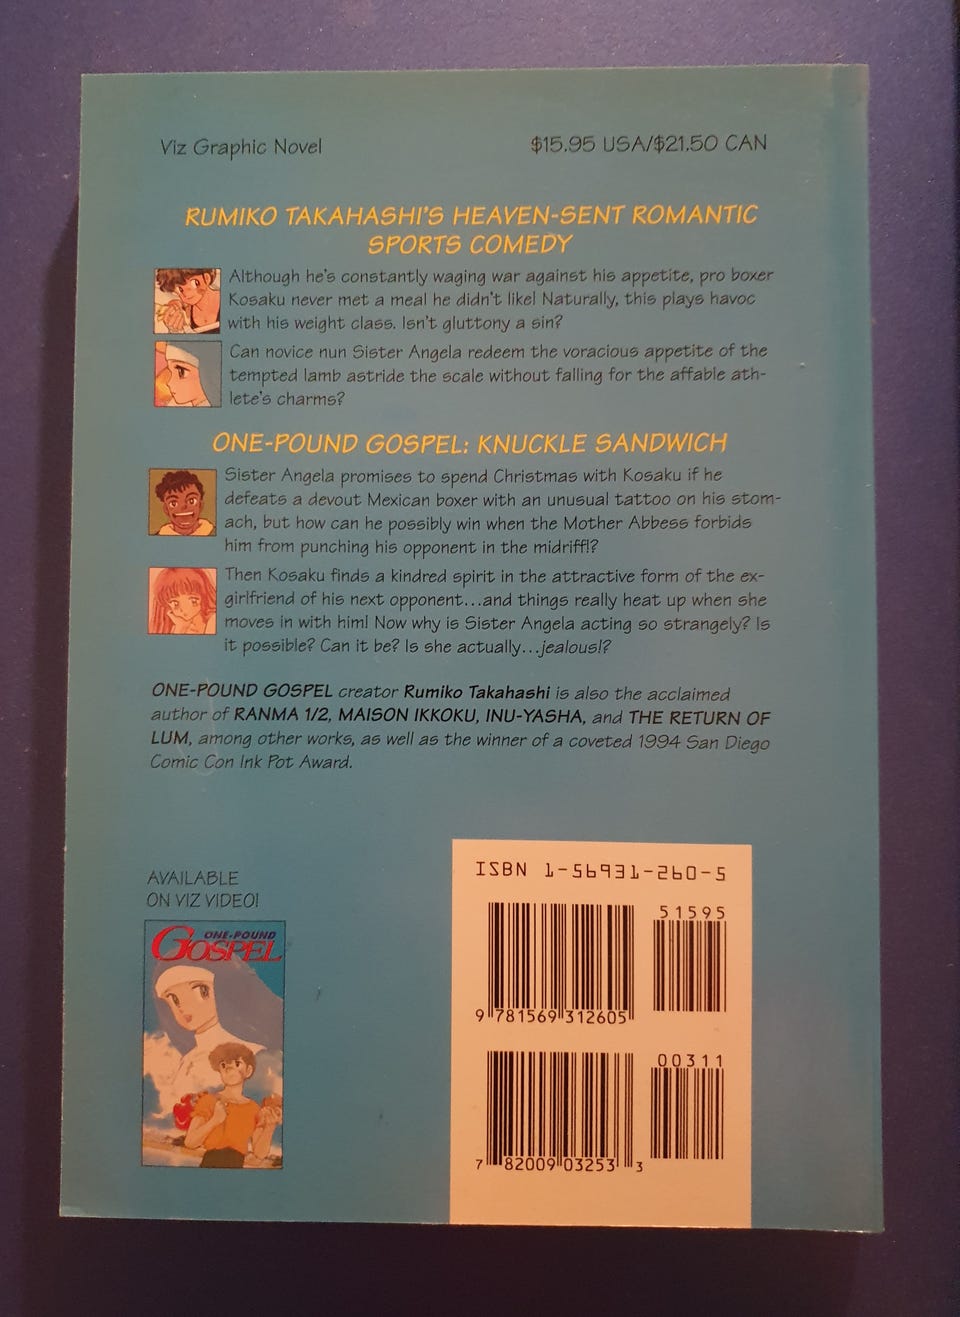 Viz Graphic Novel
$15.95 USA/$21.50 CAN
RUMIKO TAKAHASHI'S HEAVEN-SENT ROMANTIC
SPORTS COMEDY
Although he's constantly waging war against his appetite, pro boxer
Kosaku never met a meal he didn't like! Naturally, this plays havoc
with his weight class. Isn't gluttony a sin?
Can novice nun Sister Angela redeem the voracious appetite of the
tempted lamb astride the scale without falling for the affable ath-
lete's charms?
ONE-POUND GOSPEL: KNUCKLE SANDWICH
Sister Angela promises to spend Christmas with Kosaku if he
defeats a devout Mexican boxer with an unusual tattoo on his stom-
ach, but how can he possibly win when the Mother Abbess forbids
him from punching his opponent in the midriff!?
Then Kosaku finds a kindred spirit in the attractive form of the ex-
girlfriend of his next opponent...and things really heat up when she
moves in with him! Now why is Sister Angela acting so strangely? Is
it possible? Can it be? Is she actually...jealous!?
ONE-POUND GOSPEL creator Rumiko Takahashi is also the acclaimed
author of RANMA 1/2, MAISON IKKOKU, INU-YASHA, and THE RETURN OF
LUM, among other works, as well as the winner of a coveted 1994 San Diego
Comic Con Ink Pot Award.
AVAILABLE
ON VIZ VIDEO!
ONE-POUND
GOSPEL
ISBN 1-56931-260-5
51595
9 781569 312605
00311
7 82009 03253 3